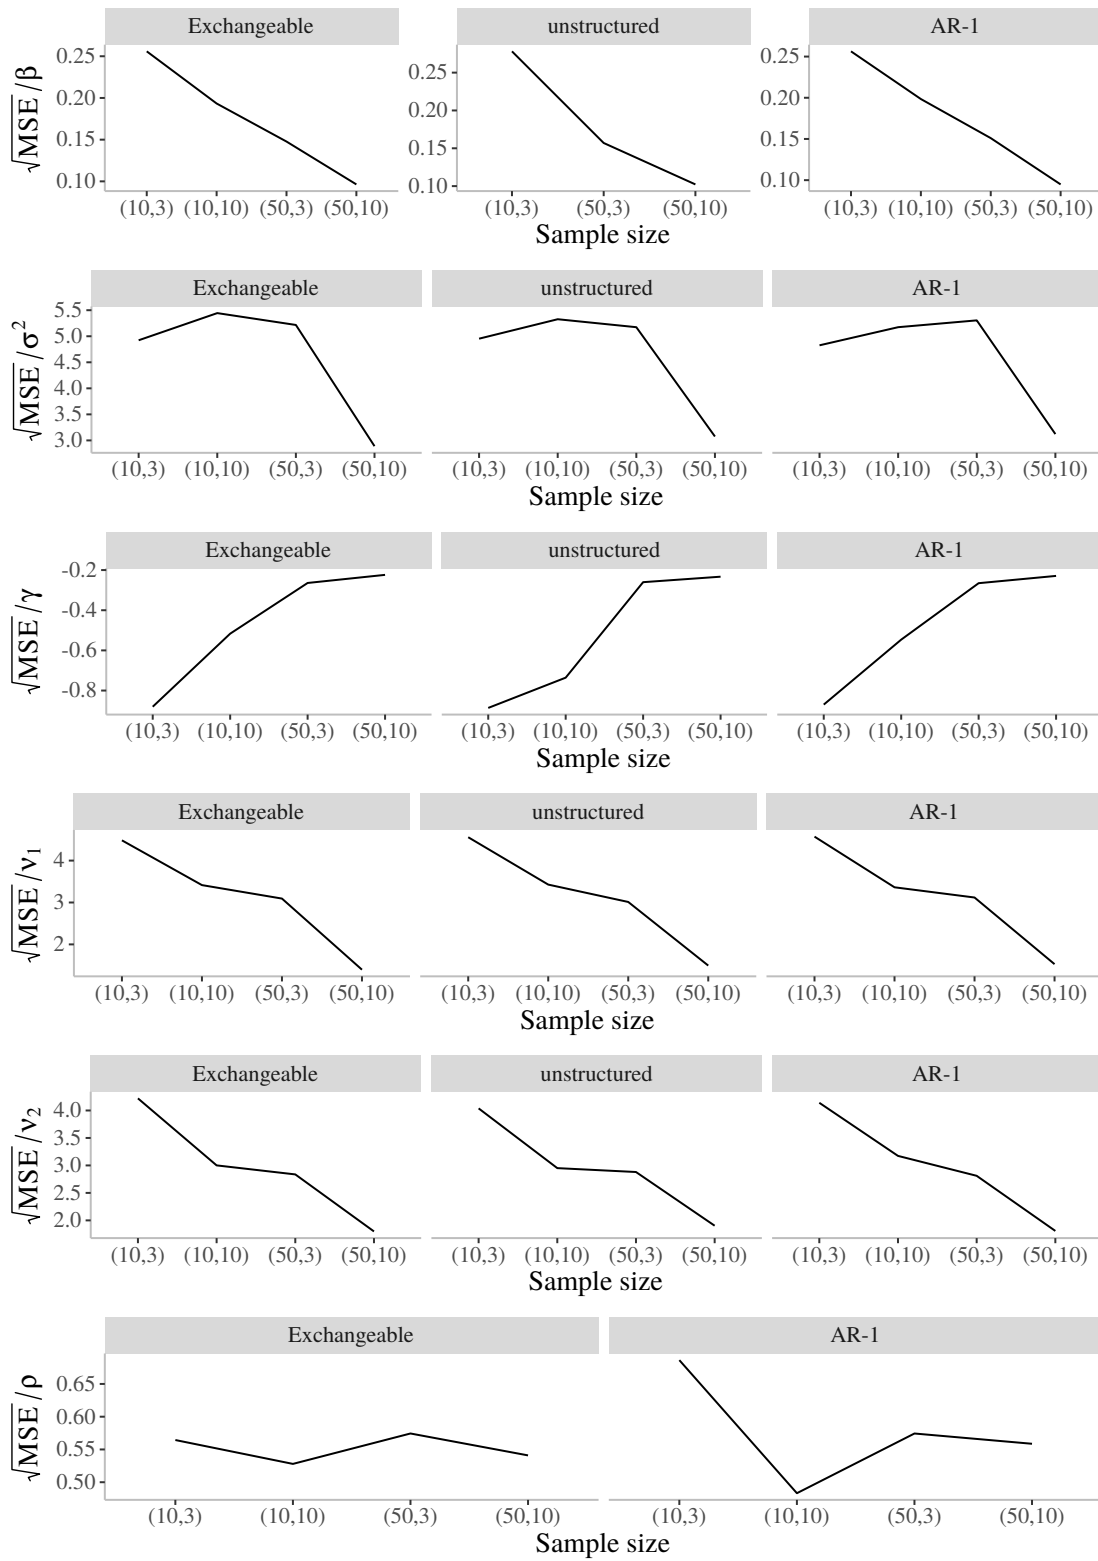 Exchangeable unstructured AR-1
√MSE/β
0.25 0.25 0.25
0.20 0.20 0.20
0.15 0.15 0.15
0.10 0.10 0.10
(10,3) (10,10) (50,3) (50,10) (10,3) (50,3) (50,10) (10,3) (10,10) (50,3) (50,10)
Sample size
Exchangeable unstructured AR-1
√MSE/σ²
5.5
5.0
4.5
4.0
3.5
3.0
(10,3) (10,10) (50,3) (50,10) (10,3) (10,10) (50,3) (50,10) (10,3) (10,10) (50,3) (50,10)
Sample size
Exchangeable unstructured AR-1
√MSE/γ
-0.2
-0.4
-0.6
-0.8
(10,3) (10,10) (50,3) (50,10) (10,3) (10,10) (50,3) (50,10) (10,3) (10,10) (50,3) (50,10)
Sample size
Exchangeable unstructured AR-1
√MSE/ν₁
4
3
2
(10,3) (10,10) (50,3) (50,10) (10,3) (10,10) (50,3) (50,10) (10,3) (10,10) (50,3) (50,10)
Sample size
Exchangeable unstructured AR-1
√MSE/ν₂
4.0
3.5
3.0
2.5
2.0
(10,3) (10,10) (50,3) (50,10) (10,3) (10,10) (50,3) (50,10) (10,3) (10,10) (50,3) (50,10)
Sample size
Exchangeable AR-1
√MSE/ρ
0.65
0.60
0.55
0.50
(10,3) (10,10) (50,3) (50,10) (10,3) (10,10) (50,3) (50,10)
Sample size